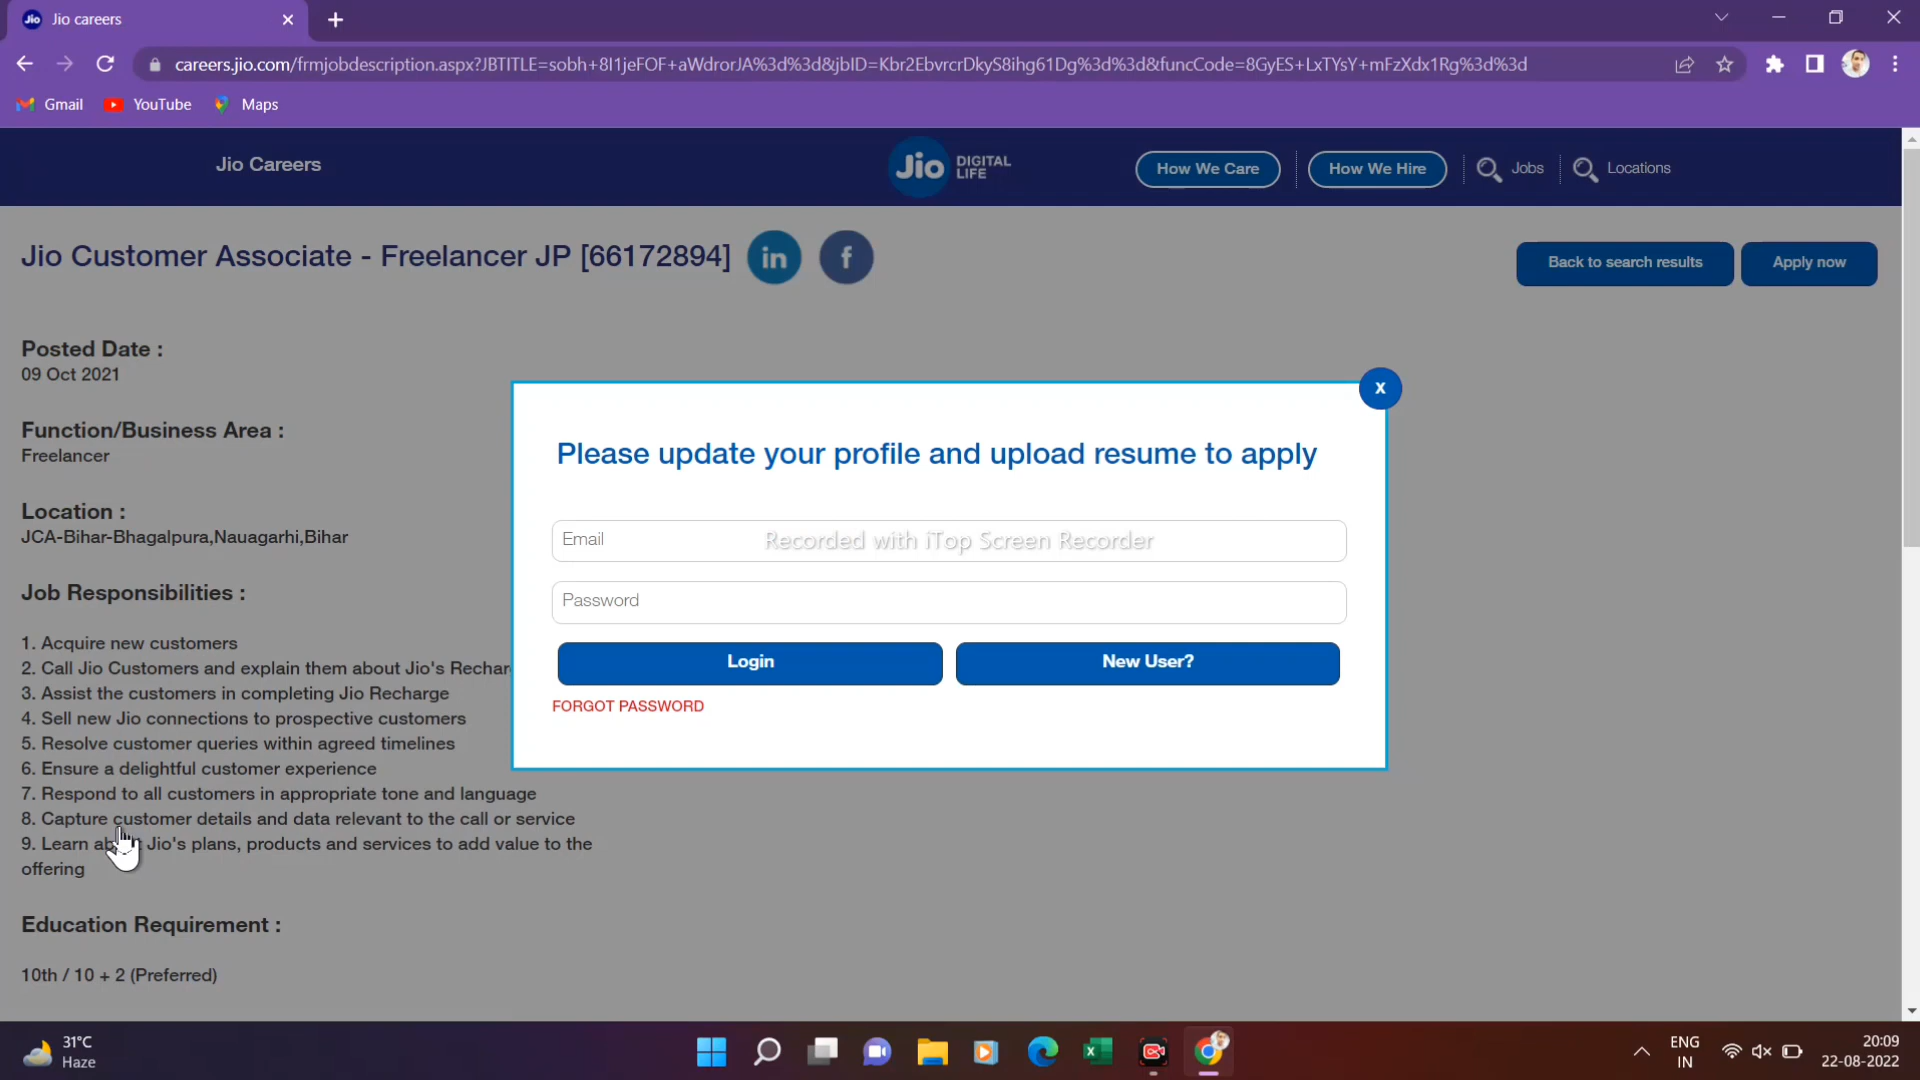 Jio careers
careers.jio.com/frmjobdescription.aspx?JBTITLE=sobh+8I1jeFOF+aWdrorJA%3d%3d&jbID=Kbr2EbvrcrDkyS8ihg61Dg%3d%3d&funcCode=8GyES+LxTYsY+mFzXdx1Rg%3d%3d
Gmail YouTube Maps
Jio Careers
Jio DIGITAL LIFE
How We Care How We Hire Jobs Locations
Jio Customer Associate - Freelancer JP [66172894] in f
Back to search results Apply now
Posted Date :
09 Oct 2021
Function/Business Area :
Freelancer
Location :
JCA-Bihar-Bhagalpura,Nauagarhi,Bihar
Job Responsibilities :
1. Acquire new customers
2. Call Jio Customers and explain them about Jio's Rechar
3. Assist the customers in completing Jio Recharge
4. Sell new Jio connections to prospective customers
5. Resolve customer queries within agreed timelines
6. Ensure a delightful customer experience
7. Respond to all customers in appropriate tone and language
8. Capture customer details and data relevant to the call or service
9. Learn about Jio's plans, products and services to add value to the
offering
Education Requirement :
10th / 10 + 2 (Preferred)
x
Please update your profile and upload resume to apply
Email
Recorded with iTop Screen Recorder
Password
Login New User?
FORGOT PASSWORD
31°C
Haze
ENG
IN
20:09
22-08-2022